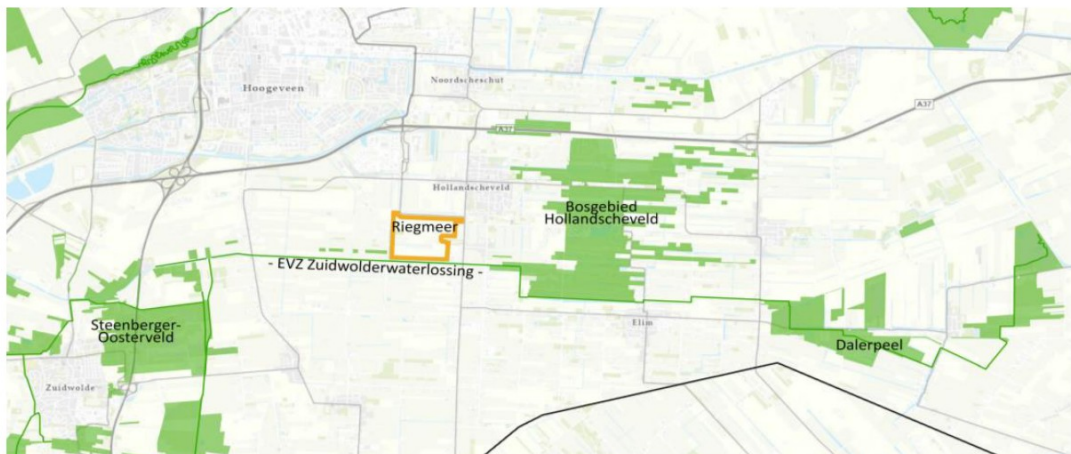 Noordscheschut
Hoogeveen
A37
A37
Hollandscheveld
Bosgebied
Hollandscheveld
Riegmeer
- EVZ Zuidwolderwaterlossing -
Steenberger-
Oosterveld
Elim
Dalerpeel
Zuidwolde